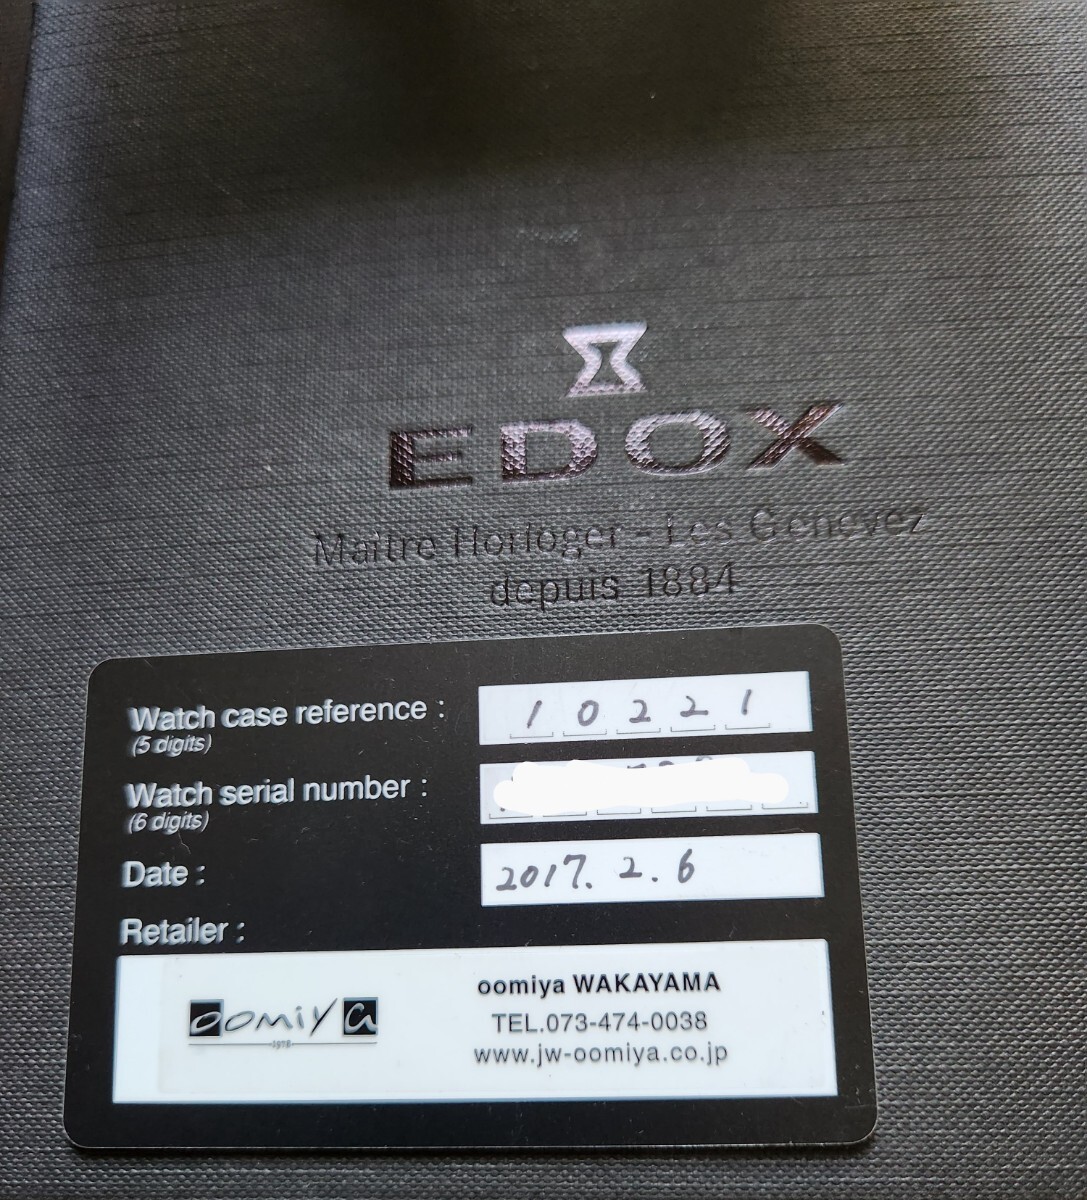 EDOX
Maître Horloger - Les Genevez
depuis 1884
Watch case reference : 10221
(5 digits)
Watch serial number :
(6 digits)
Date : 2017. 2. 6
Retailer :
oomiya
1978
oomiya WAKAYAMA
TEL.073-474-0038
www.jw-oomiya.co.jp